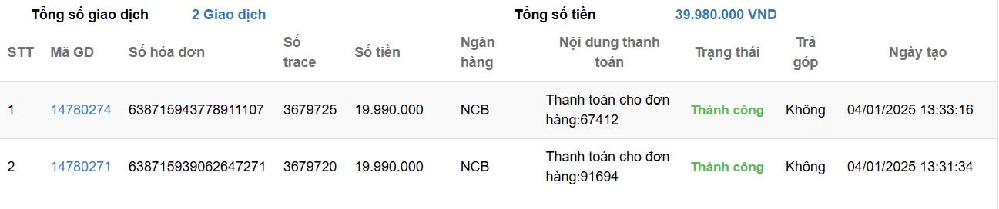 Tổng số giao dịch 2 Giao dịch Tổng số tiền 39.980.000 VND
STT Mã GD Số hóa đơn Số trace Số tiền Ngân hàng Nội dung thanh toán Trạng thái Trả góp Ngày tạo
1 14780274 638715943778911107 3679725 19.990.000 NCB Thanh toán cho đơn hàng:67412 Thành công Không 04/01/2025 13:33:16
2 14780271 638715939062647271 3679720 19.990.000 NCB Thanh toán cho đơn hàng:91694 Thành công Không 04/01/2025 13:31:34